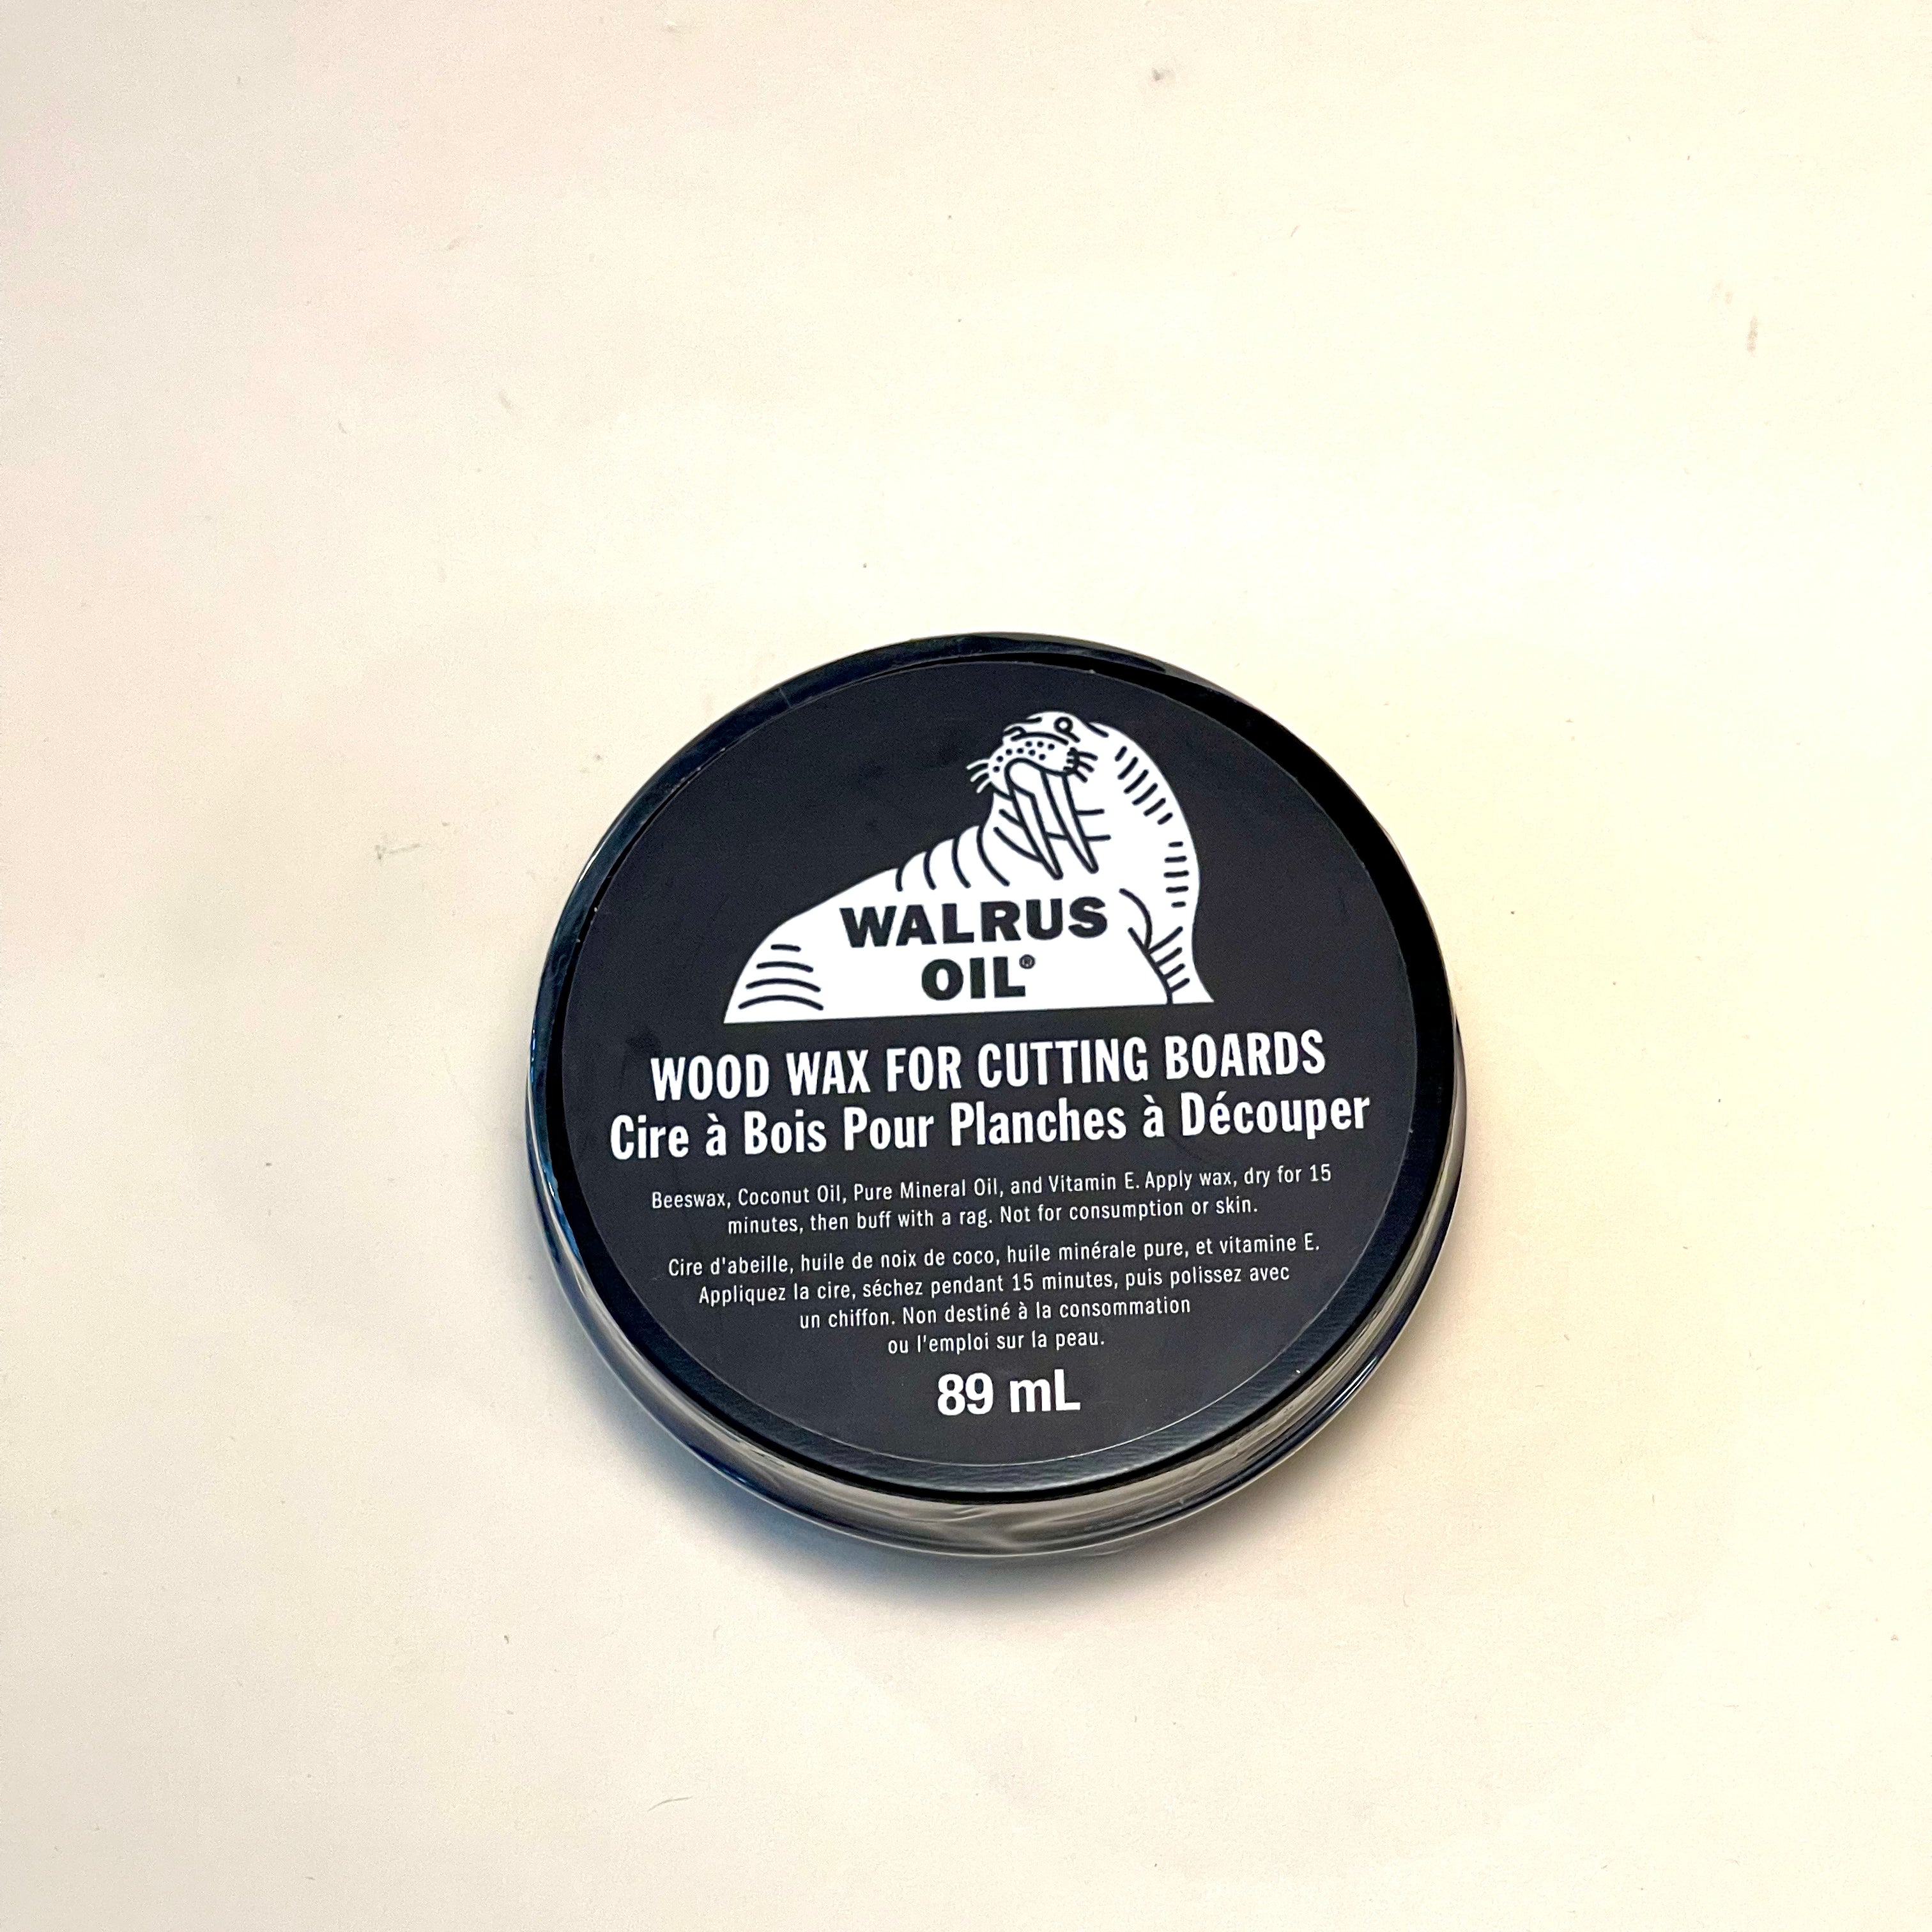 WALRUS
OIL®
WOOD WAX FOR CUTTING BOARDS
Cire à Bois Pour Planches à Découper
Beeswax, Coconut Oil, Pure Mineral Oil, and Vitamin E. Apply wax, dry for 15
minutes, then buff with a rag. Not for consumption or skin.
Cire d'abeille, huile de noix de coco, huile minérale pure, et vitamine E.
Appliquez la cire, séchez pendant 15 minutes, puis polissez avec
un chiffon. Non destiné à la consommation
ou l'emploi sur la peau.
89 mL